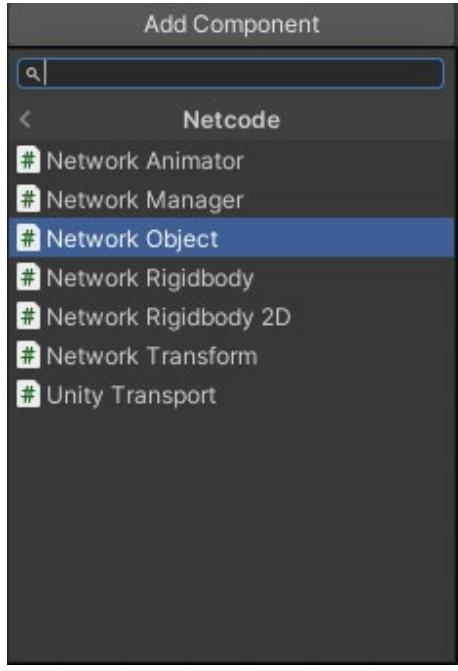 Add Component
Netcode
# Network Animator
# Network Manager
# Network Object
# Network Rigidbody
# Network Rigidbody 2D
# Network Transform
# Unity Transport